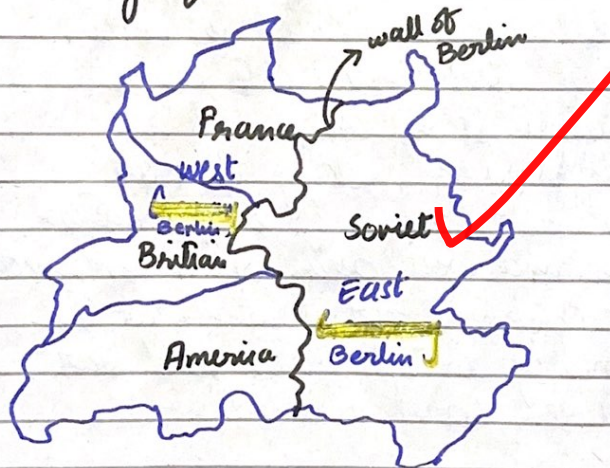 wall of
Berlin
France
West
Berlin
Britian
Soviet
East
Berlin
America